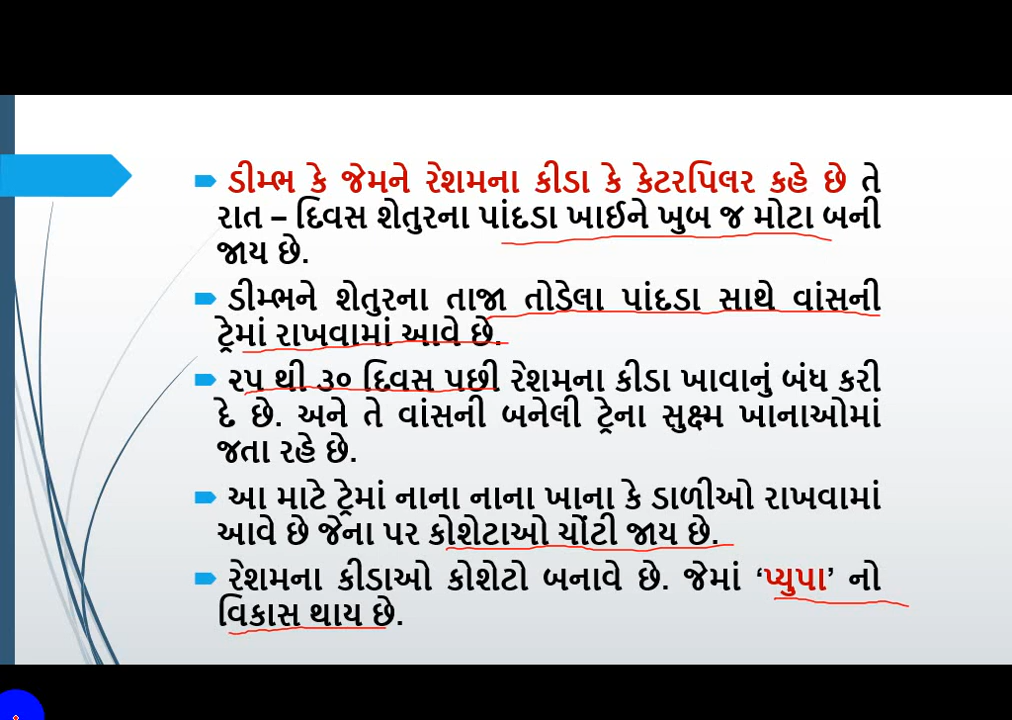 ડીમ્ભ કે જેમને રેશમના કીડા કે કેટરપિલર કહે છે તે
રાત – દિવસ શેતુરના પાંદડા ખાઈને ખુબ જ મોટા બની
જાય છે.
ડીમ્ભને શેતુરના તાજા તોડેલા પાંદડા સાથે વાંસની
ટ્રેમાં રાખવામાં આવે છે.
૨૫ થી ૩૦ દિવસ પછી રેશમના કીડા ખાવાનું બંધ કરી
દે છે. અને તે વાંસની બનેલી ટ્રેના સુક્ષ્મ ખાનાઓમાં
જતા રહે છે.
આ માટે ટ્રેમાં નાના નાના ખાના કે ડાળીઓ રાખવામાં
આવે છે જેના પર કોશેટાઓ ચોંટી જાય છે.
રેશમના કીડાઓ કોશેટો બનાવે છે. જેમાં ‘પ્યુપા’ નો
વિકાસ થાય છે.